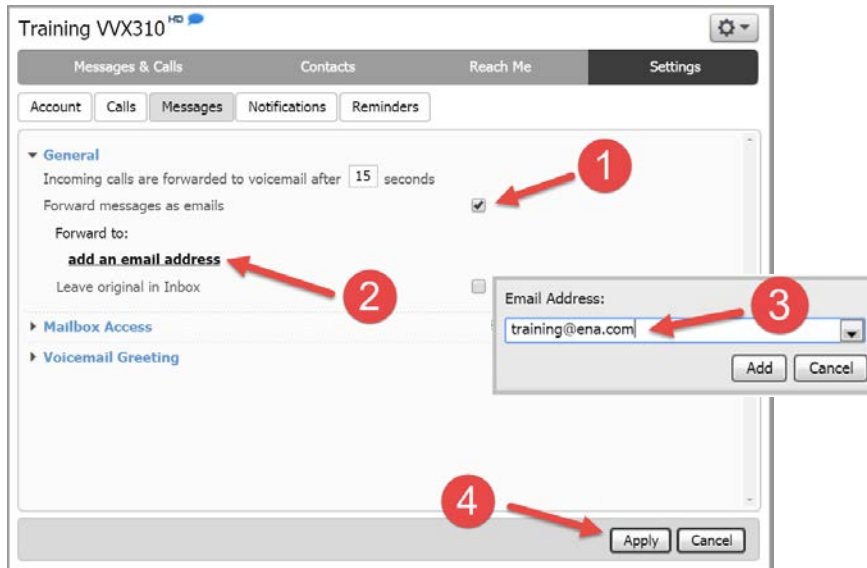 Training VVX310 HD
Messages & Calls Contacts Reach Me Settings
Account Calls Messages Notifications Reminders
General
Incoming calls are forwarded to voicemail after 15 seconds
1
Forward messages as emails
Forward to:
add an email address
2
Leave original in Inbox
Email Address:
3
training@ena.com
Mailbox Access
Voicemail Greeting
Add Cancel
4
Apply Cancel